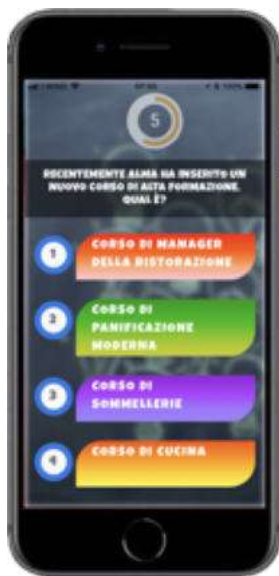 5
RECENTEMENTE ALMA HA INSERITO UN
NUOVO CORSO DI ALTA FORMAZIONE.
QUAL È?
1
CORSO DI MANAGER
DELLA RISTORAZIONE
2
CORSO DI
PANIFICAZIONE
MODERNA
3
CORSO DI
SOMMELLERIE
4
CORSO DI CUCINA